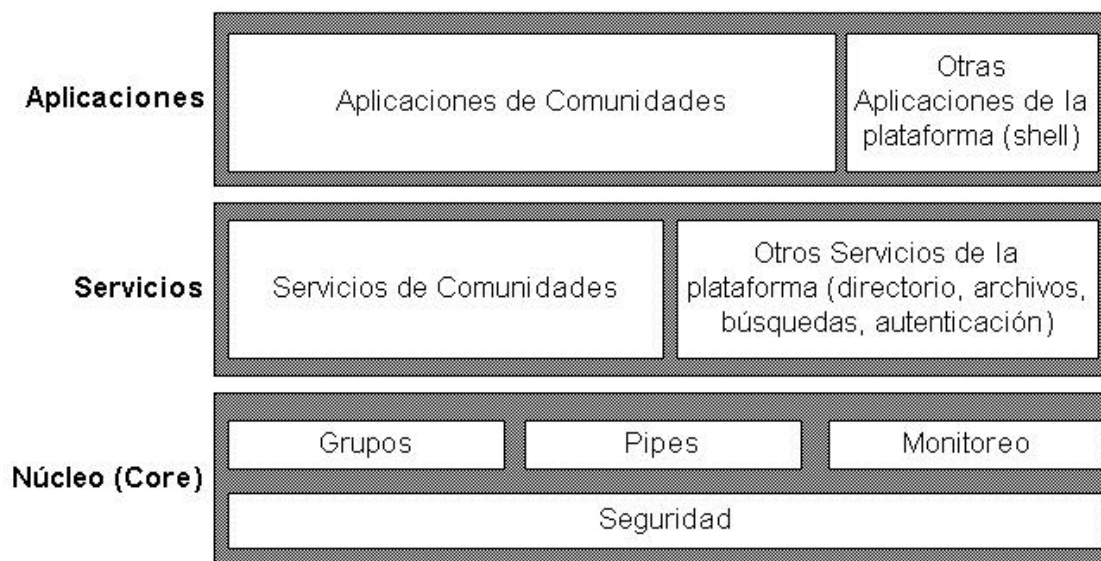 Aplicaciones
Aplicaciones de Comunidades
Otras
Aplicaciones de la
plataforma (shell)
Servicios
Servicios de Comunidades
Otros Servicios de la
plataforma (directorio, archivos,
búsquedas, autenticación)
Núcleo (Core)
Grupos
Pipes
Monitoreo
Seguridad